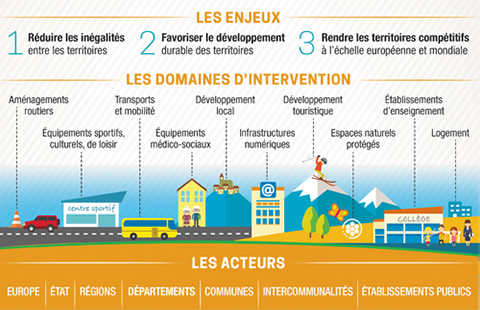 LES ENJEUX
1 Réduire les inégalités
entre les territoires
2 Favoriser le développement
durable des territoires
3 Rendre les territoires compétitifs
à l'échelle européenne et mondiale
LES DOMAINES D'INTERVENTION
Aménagements
routiers
Transports
et mobilité
Développement
local
Développement
touristique
Établissements
d'enseignement
Équipements sportifs,
culturels, de loisir
Équipements
médico-sociaux
Infrastructures
numériques
Espaces naturels
protégés
Logement
centre sportif
@
COLLÈGE
LES ACTEURS
EUROPE | ÉTAT | RÉGIONS | DÉPARTEMENTS | COMMUNES | INTERCOMMUNALITÉS | ÉTABLISSEMENTS PUBLICS